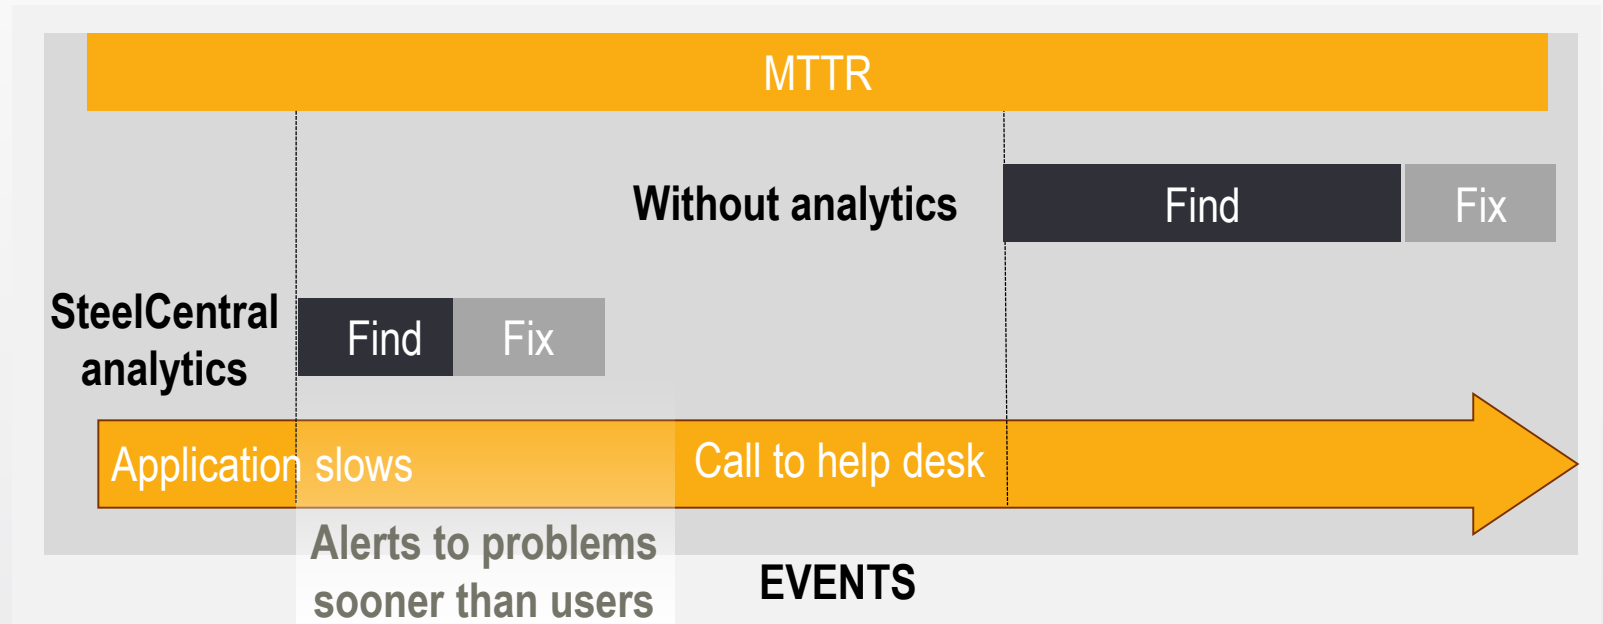 MTTR
Without analytics
Find
Fix
SteelCentral
analytics
Find
Fix
Application slows
Call to help desk
Alerts to problems
sooner than users
EVENTS